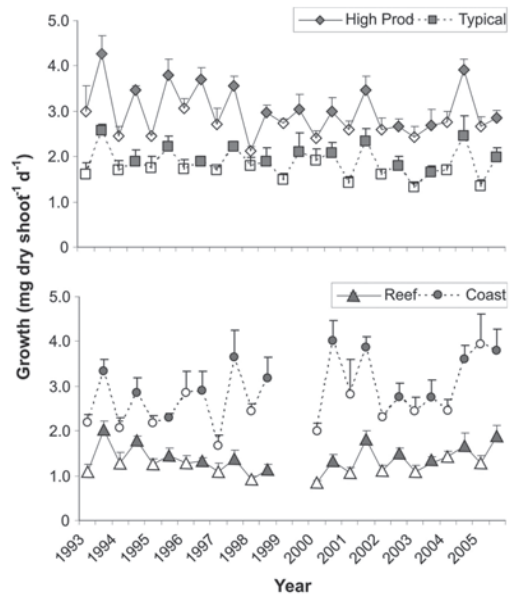 High Prod Typical
5.0
4.0
3.0
2.0
1.0
0
Growth (mg dry shoot⁻¹ d⁻¹)
Reef Coast
5.0
4.0
3.0
2.0
1.0
0
1993 1994 1995 1996 1997 1998 1999 2000 2001 2002 2003 2004 2005
Year